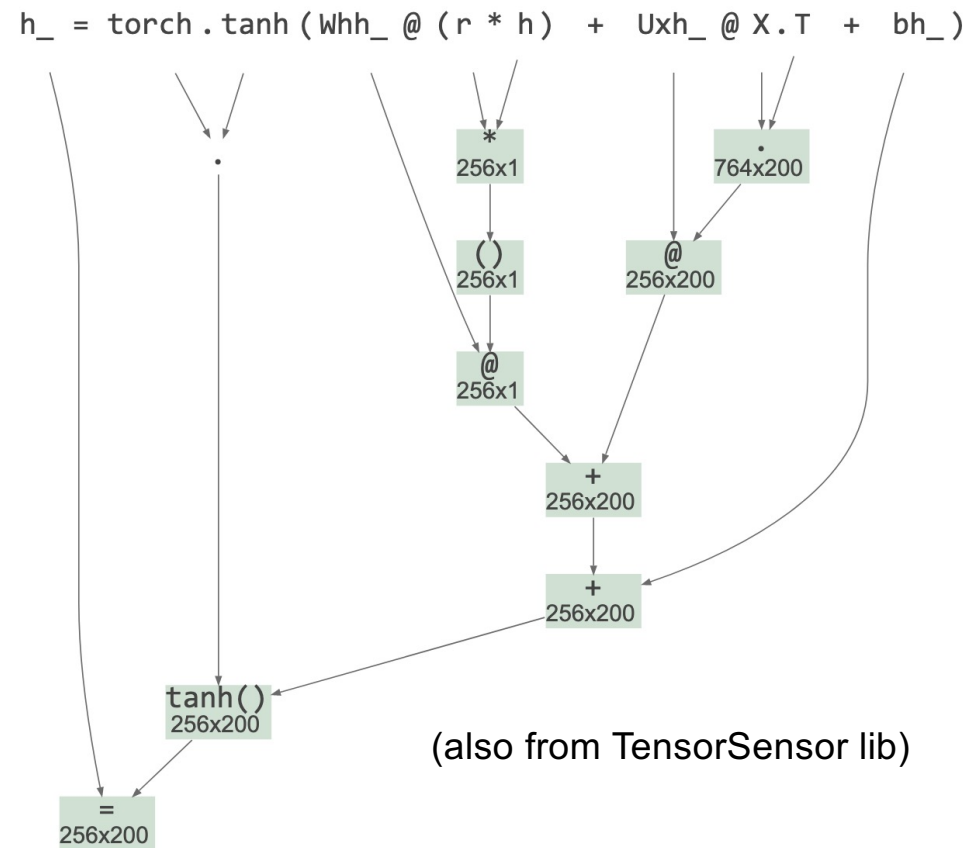 h_ = torch.tanh(Whh_ @ (r * h) + Uxh_ @ X.T + bh_)
*
256x1
.
764x200
.
()
256x1
@
256x200
@
256x1
+
256x200
+
256x200
tanh()
256x200
(also from TensorSensor lib)
=
256x200